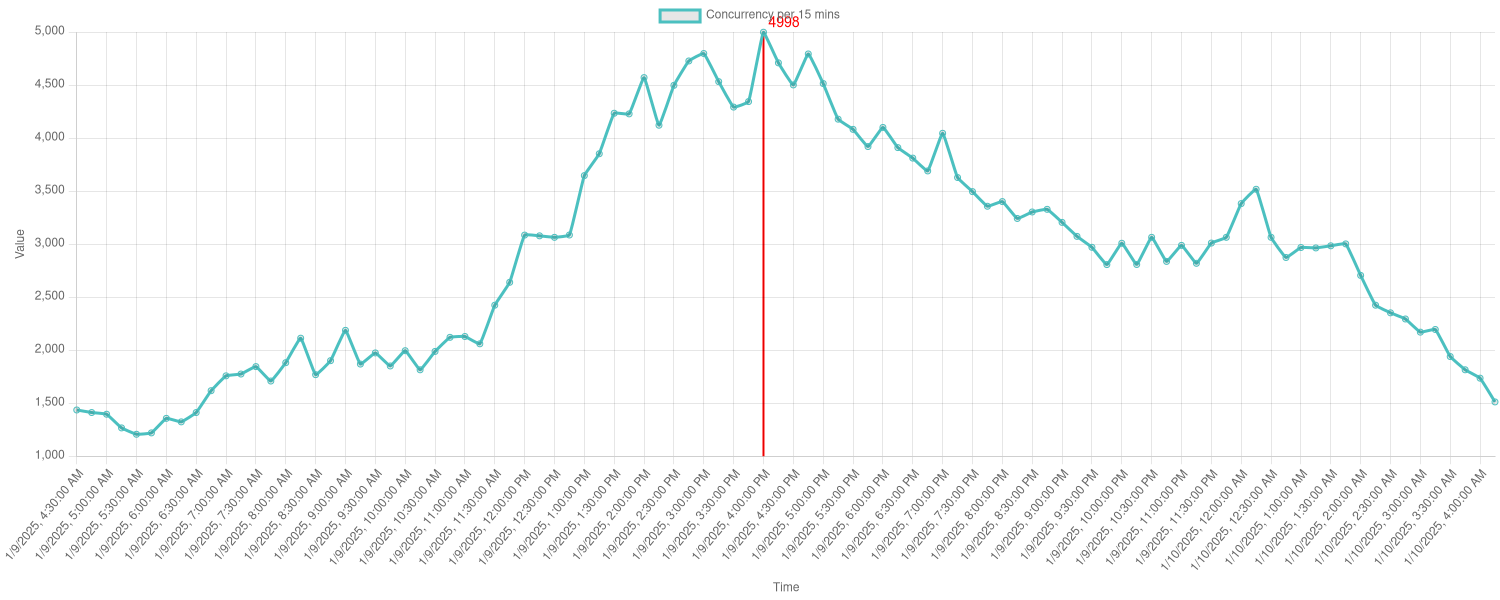 Concurrency per 15 mins
4998
5,000
4,500
4,000
3,500
3,000
2,500
2,000
1,500
1,000
Value
1/9/2025, 4:30:00 AM
1/9/2025, 5:00:00 AM
1/9/2025, 5:30:00 AM
1/9/2025, 6:00:00 AM
1/9/2025, 6:30:00 AM
1/9/2025, 7:00:00 AM
1/9/2025, 7:30:00 AM
1/9/2025, 8:00:00 AM
1/9/2025, 8:30:00 AM
1/9/2025, 9:00:00 AM
1/9/2025, 9:30:00 AM
1/9/2025, 10:00:00 AM
1/9/2025, 10:30:00 AM
1/9/2025, 11:00:00 AM
1/9/2025, 11:30:00 AM
1/9/2025, 12:00:00 PM
1/9/2025, 12:30:00 PM
1/9/2025, 1:00:00 PM
1/9/2025, 1:30:00 PM
1/9/2025, 2:00:00 PM
1/9/2025, 2:30:00 PM
1/9/2025, 3:00:00 PM
1/9/2025, 3:30:00 PM
1/9/2025, 4:00:00 PM
1/9/2025, 4:30:00 PM
1/9/2025, 5:00:00 PM
1/9/2025, 5:30:00 PM
1/9/2025, 6:00:00 PM
1/9/2025, 6:30:00 PM
1/9/2025, 7:00:00 PM
1/9/2025, 7:30:00 PM
1/9/2025, 8:00:00 PM
1/9/2025, 8:30:00 PM
1/9/2025, 9:00:00 PM
1/9/2025, 9:30:00 PM
1/9/2025, 10:00:00 PM
1/9/2025, 10:30:00 PM
1/9/2025, 11:00:00 PM
1/9/2025, 11:30:00 PM
1/10/2025, 12:00:00 AM
1/10/2025, 12:30:00 AM
1/10/2025, 1:00:00 AM
1/10/2025, 1:30:00 AM
1/10/2025, 2:00:00 AM
1/10/2025, 2:30:00 AM
1/10/2025, 3:00:00 AM
1/10/2025, 3:30:00 AM
1/10/2025, 4:00:00 AM
Time